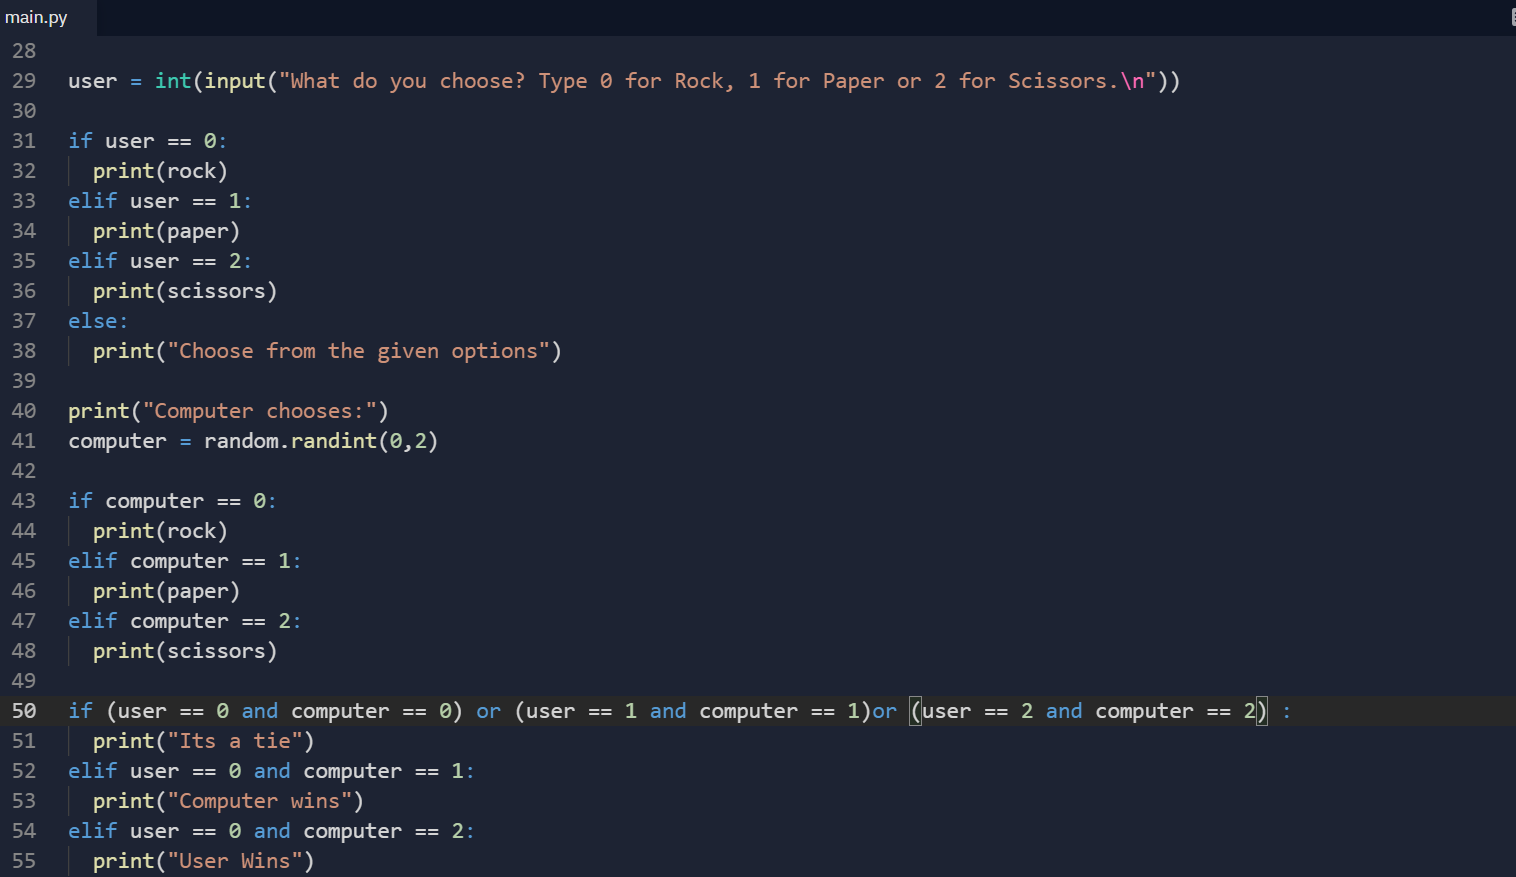 main.py
28
29 user = int(input("What do you choose? Type 0 for Rock, 1 for Paper or 2 for Scissors.\n"))
30
31 if user == 0:
32   print(rock)
33 elif user == 1:
34   print(paper)
35 elif user == 2:
36   print(scissors)
37 else:
38   print("Choose from the given options")
39
40 print("Computer chooses:")
41 computer = random.randint(0,2)
42
43 if computer == 0:
44   print(rock)
45 elif computer == 1:
46   print(paper)
47 elif computer == 2:
48   print(scissors)
49
50 if (user == 0 and computer == 0) or (user == 1 and computer == 1)or (user == 2 and computer == 2) :
51   print("Its a tie")
52 elif user == 0 and computer == 1:
53   print("Computer wins")
54 elif user == 0 and computer == 2:
55   print("User Wins")